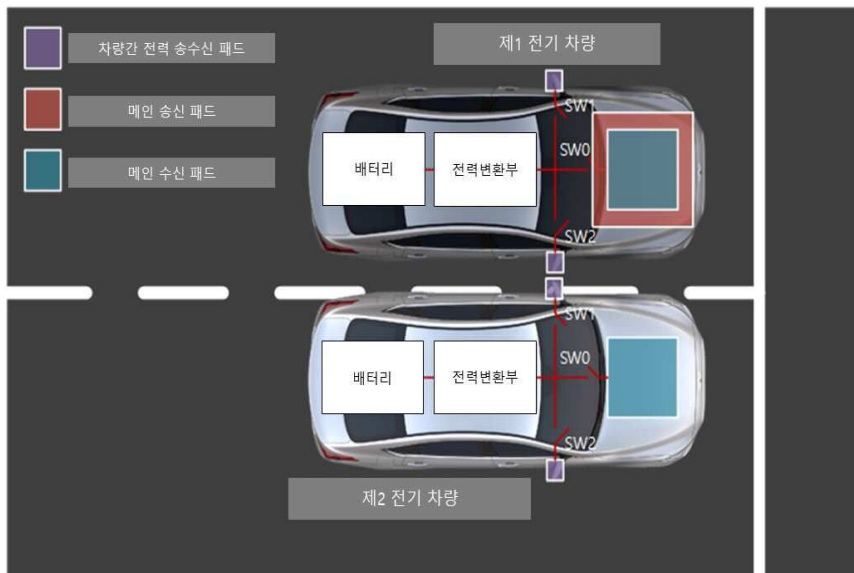 차량간 전력 송수신 패드
제1 전기 차량
메인 송신 패드
메인 수신 패드
SW1
배터리
전력변환부
SW0
SW2
SW1
배터리
전력변환부
SW0
SW2
제2 전기 차량